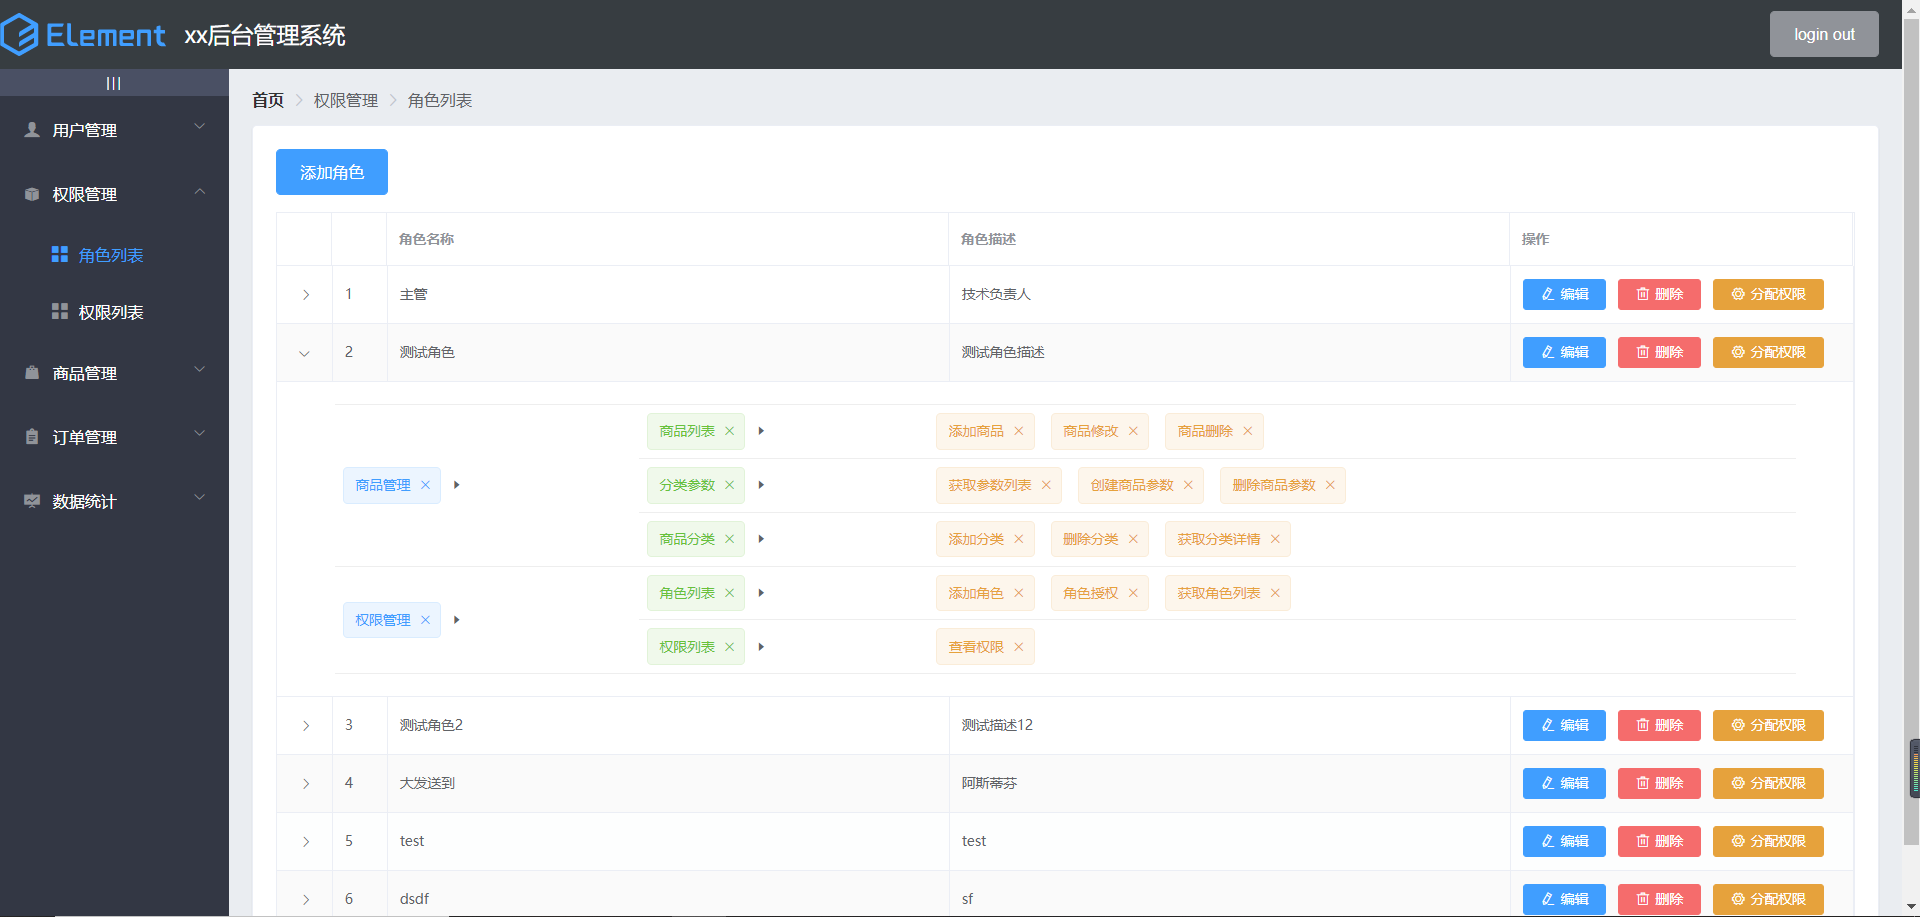 Element xx后台管理系统 login out
|||
首页 权限管理 角色列表
用户管理
权限管理
角色列表
权限列表
商品管理
订单管理
数据统计
添加角色
角色名称 角色描述 操作
1 主管 技术负责人 编辑 删除 分配权限
2 测试角色 测试角色描述 编辑 删除 分配权限
商品管理
商品列表 添加商品 商品修改 商品删除
分类参数 获取参数列表 创建商品参数 删除商品参数
商品分类 添加分类 删除分类 获取分类详情
权限管理
角色列表 添加角色 角色授权 获取角色列表
权限列表 查看权限
3 测试角色2 测试描述12 编辑 删除 分配权限
4 大发送到 阿斯蒂芬 编辑 删除 分配权限
5 test test 编辑 删除 分配权限
6 dsdf sf 编辑 删除 分配权限